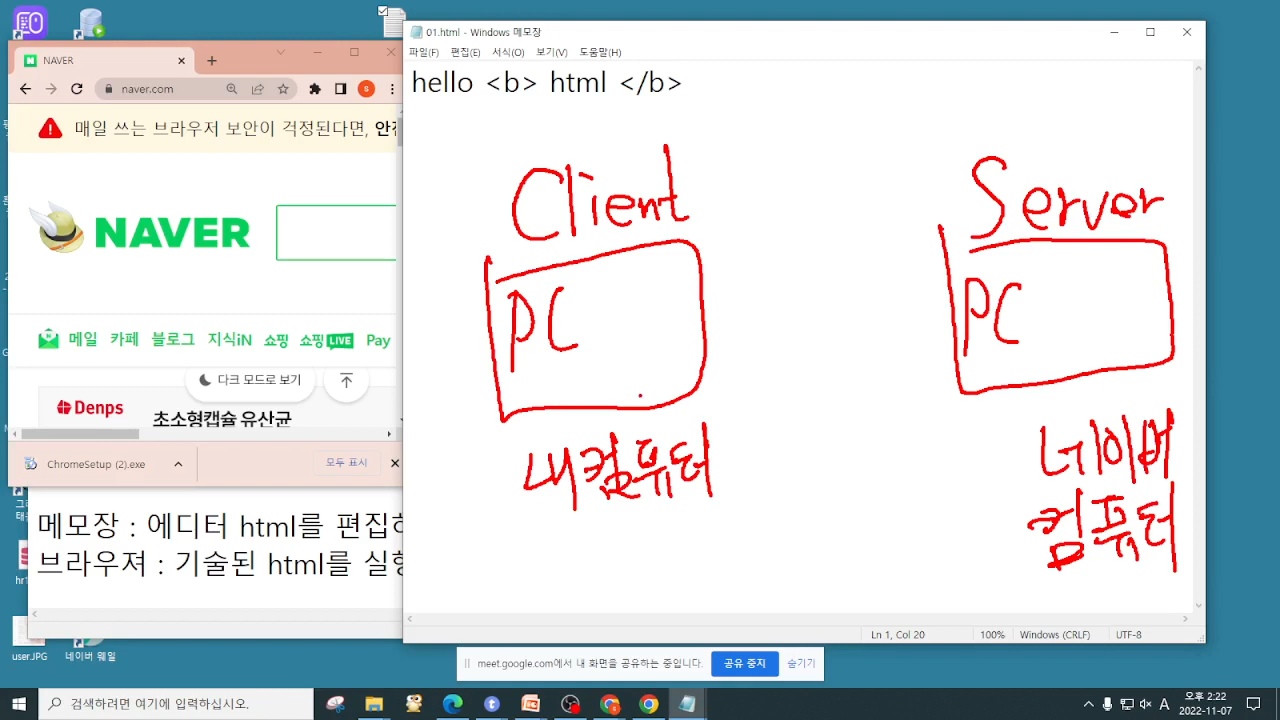 NAVER
naver.com
매일 쓰는 브라우저 보안이 걱정된다면, 안전
NAVER
메일 카페 블로그 지식iN 쇼핑 쇼핑 LIVE Pay
다크 모드로 보기
Denps
초소형캡슐 유산균
ChromeSetup (2).exe
모두 표시
메모장 : 에디터 html를 편집하
브라우져 : 기술된 html를 실행
01.html - Windows 메모장
파일(F) 편집(E) 서식(O) 보기(V) 도움말(H)
hello <b> html </b>
Client
Server
PC
PC
내컴퓨터
네이버
컴퓨터
Ln 1, Col 20
100%
Windows (CRLF)
UTF-8
meet.google.com에서 내 화면을 공유하는 중입니다.
공유 중지
숨기기
user.JPG
네이버 웨일
검색하려면 여기에 입력하십시오.
A
오후 2:22
2022-11-07